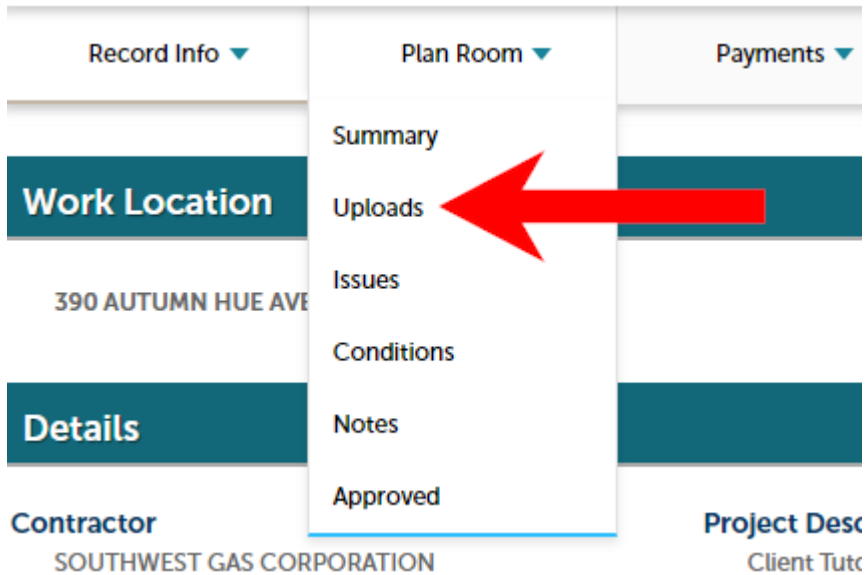 Record Info
Plan Room
Payments
Summary
Work Location
Uploads
Issues
390 AUTUMN HUE AVE
Conditions
Details
Notes
Approved
Contractor
Project Desc
SOUTHWEST GAS CORPORATION
Client Tuto